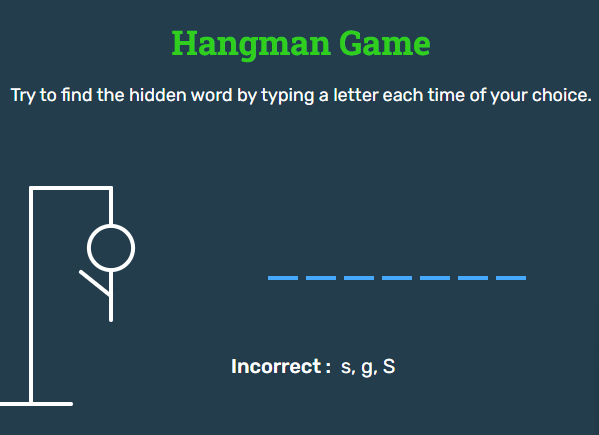 Hangman Game
Try to find the hidden word by typing a letter each time of your choice.
Incorrect : s, g, S